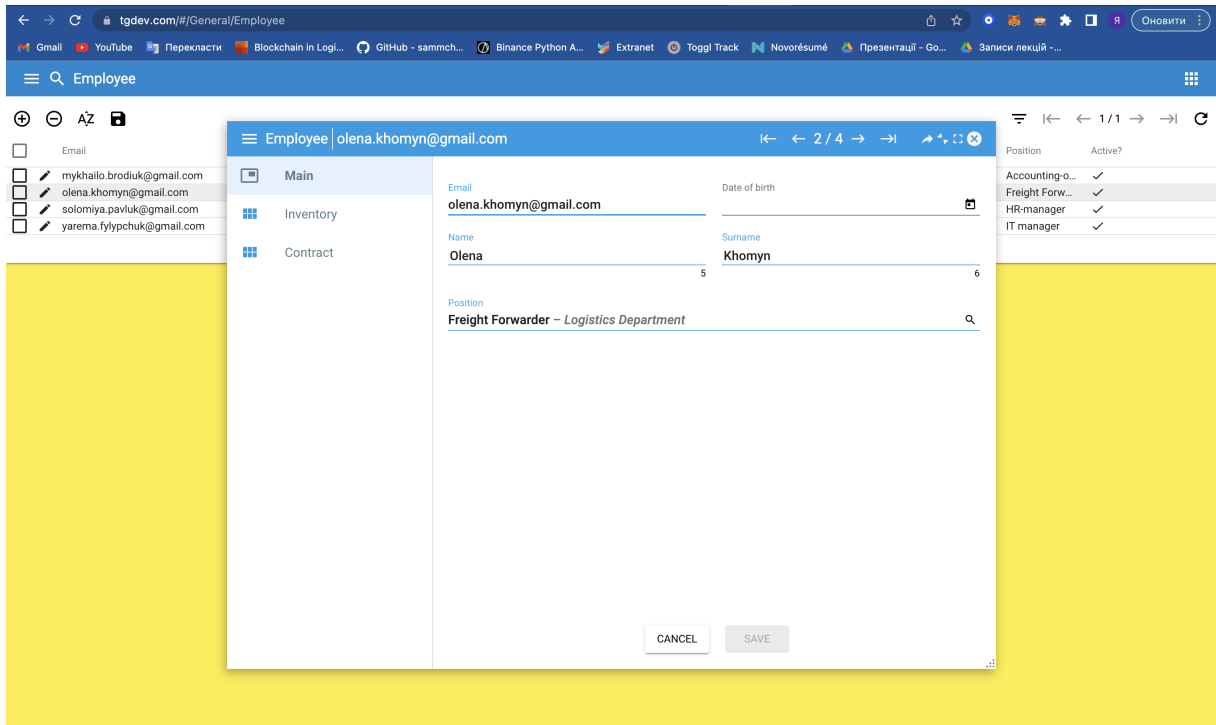 tgdev.com/#/General/Employee
Я
Оновити
Gmail
YouTube
Перекласти
Blockchain in Logi...
GitHub - sammch...
Binance Python A...
Extranet
Toggl Track
Novorésumé
Презентації – Go...
Записи лекцій -...
Employee
AZ
1 / 1
Email
Position
Active?
mykhailo.brodiuk@gmail.com
Accounting-o...
olena.khomyn@gmail.com
Freight Forw...
solomiya.pavluk@gmail.com
HR-manager
yarema.fylypchuk@gmail.com
IT manager
Employee
olena.khomyn@gmail.com
2 / 4
Main
Inventory
Contract
Email
olena.khomyn@gmail.com
Date of birth
Name
Olena
5
Surname
Khomyn
6
Position
Freight Forwarder – Logistics Department
CANCEL
SAVE